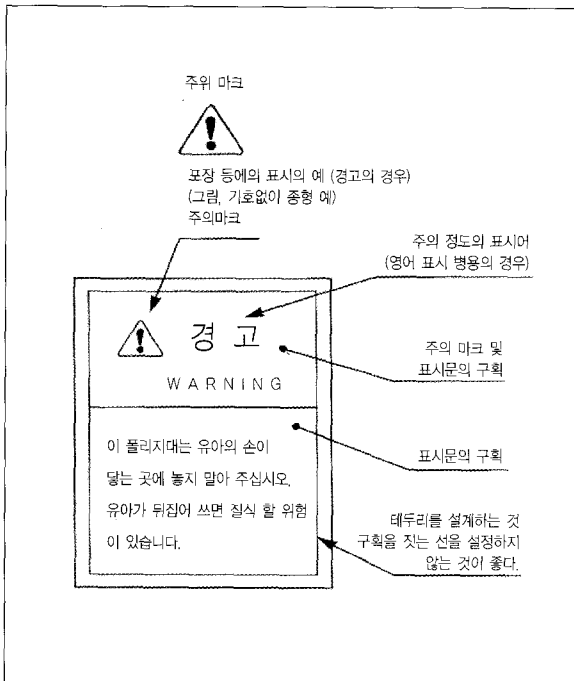 주위 마크
포장 등에의 표시의 예 (경고의 경우)
(그림, 기호없이 종형 예)
주의마크
주의 정도의 표시어
(영어 표시 병용의 경우)
경 고
WARNING
주의 마크 및
표시문의 구획
이 폴리지대는 유아의 손이
닿는 곳에 놓지 말아 주십시오.
유아가 뒤집어 쓰면 질식 할 위험
이 있습니다.
표시문의 구획
테두리를 설계하는 것
구획을 짓는 선을 설정하지
않는 것이 좋다.